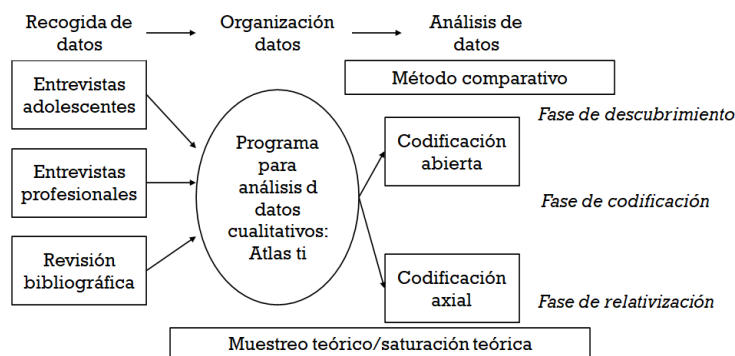 Recogida de
datos
Organización
datos
Análisis de
datos
Método comparativo
Entrevistas
adolescentes
Entrevistas
profesionales
Revisión
bibliográfica
Programa
para
análisis d
datos
cualitativos:
Atlas ti
Codificación
abierta
Codificación
axial
Fase de descubrimiento
Fase de codificación
Fase de relativización
Muestreo teórico/saturación teórica